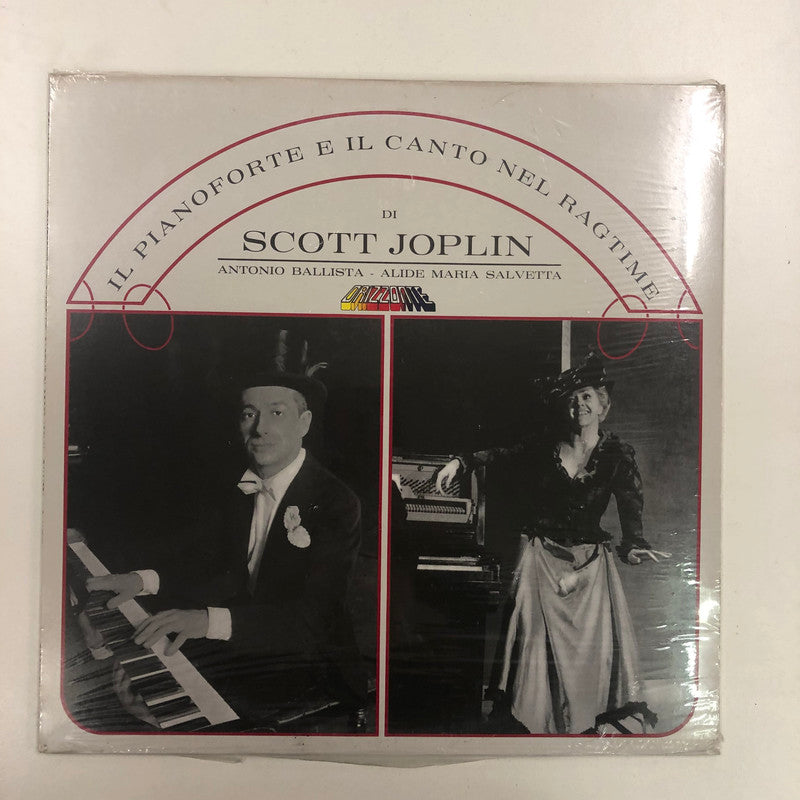 IL PIANOFORTE E IL CANTO NEL RAGTIME
DI
SCOTT JOPLIN
ANTONIO BALLISTA - ALIDE MARIA SALVETTA
ORIZZONTE